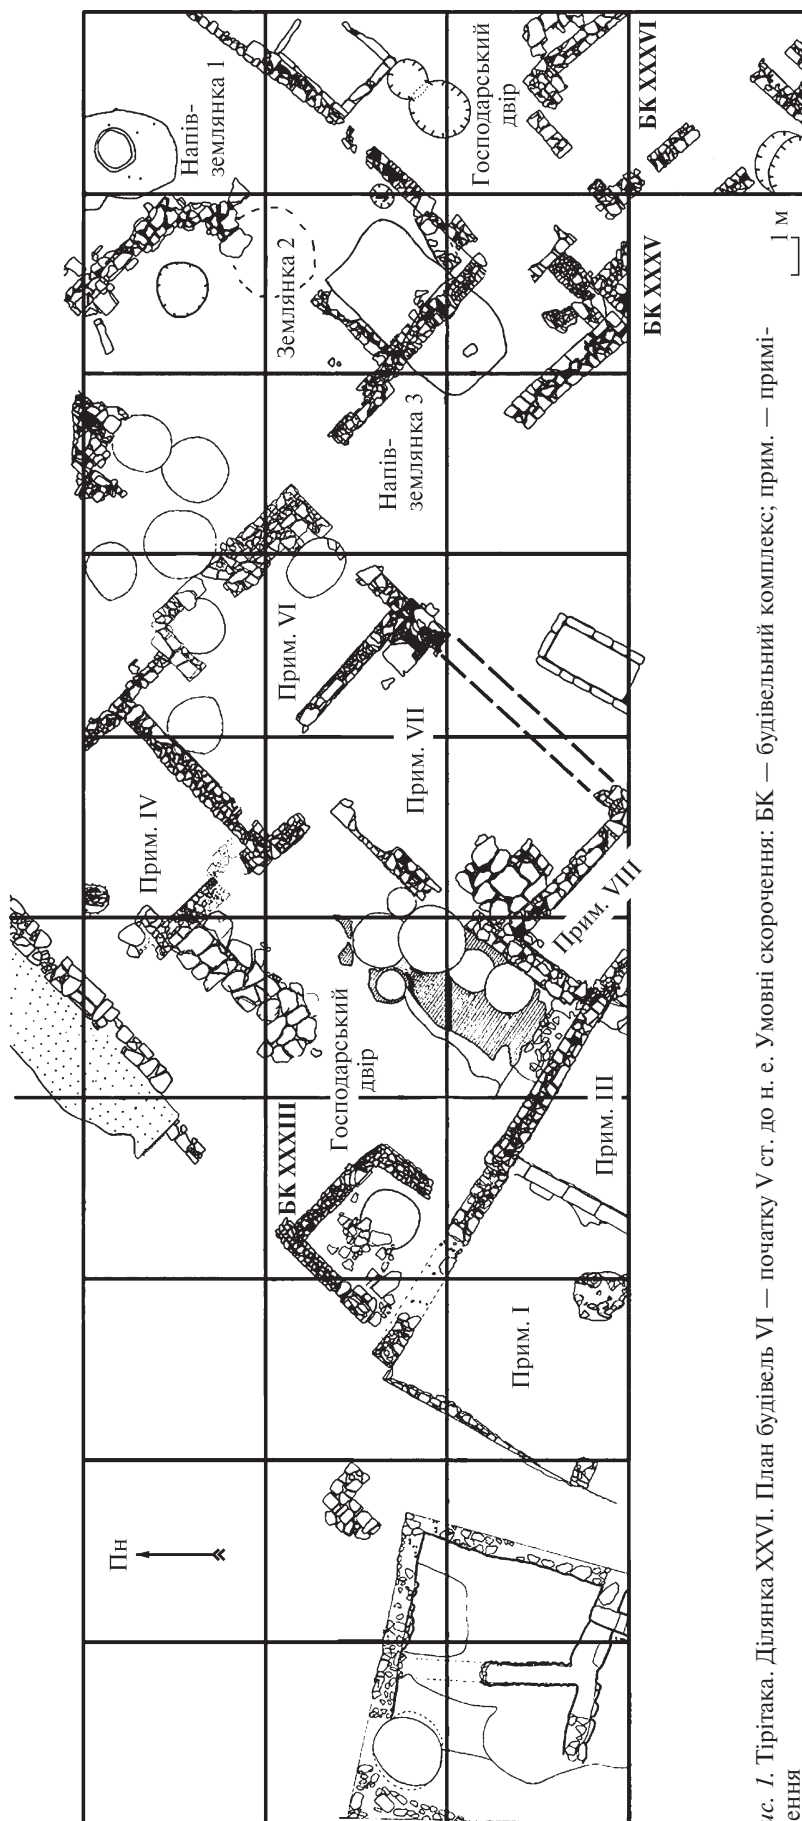 Напів-
землянка 1
Господарський
двір
БК XXXVI
Землянка 2
БК XXXV
1 м
Напів-
землянка 3
Прим. VI
Прим. VII
Прим. IV
Прим. VIII
Господарський
двір
БК XXXIII
Прим. III
Прим. I
Пн
ис. 1. Тірітака. Ділянка XXVI. План будівель VI — початку V ст. до н. е. Умовні скорочення: БК — будівельний комплекс; прим. — примі-
ення